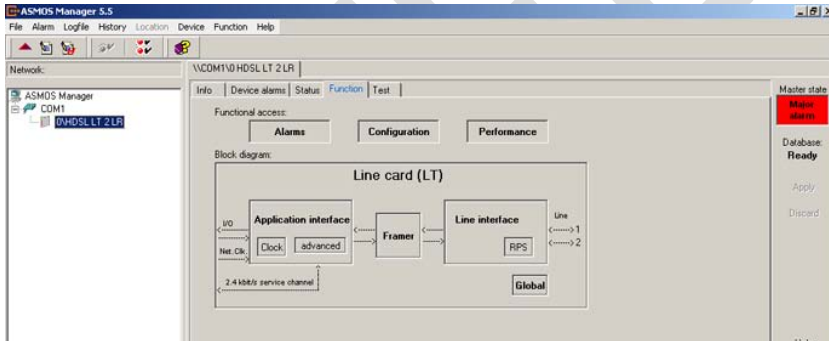 ASMOS Manager 5.5
File Alarm Logfile History Location Device Function Help
Network:
\\COM1\0 HDSL LT 2 LR
ASMOS Manager
COM1
0\HDSL LT 2 LR
Info Device alarms Status Function Test
Functional access:
Alarms Configuration Performance
Block diagram:
Line card (LT)
I/O
Application interface
Net. Clk.
Clock advanced
Framer
Line interface
RPS
Line
1
2
2.4 kbit/s service channel
Global
Master state
Major
alarm
Database:
Ready
Apply
Discard